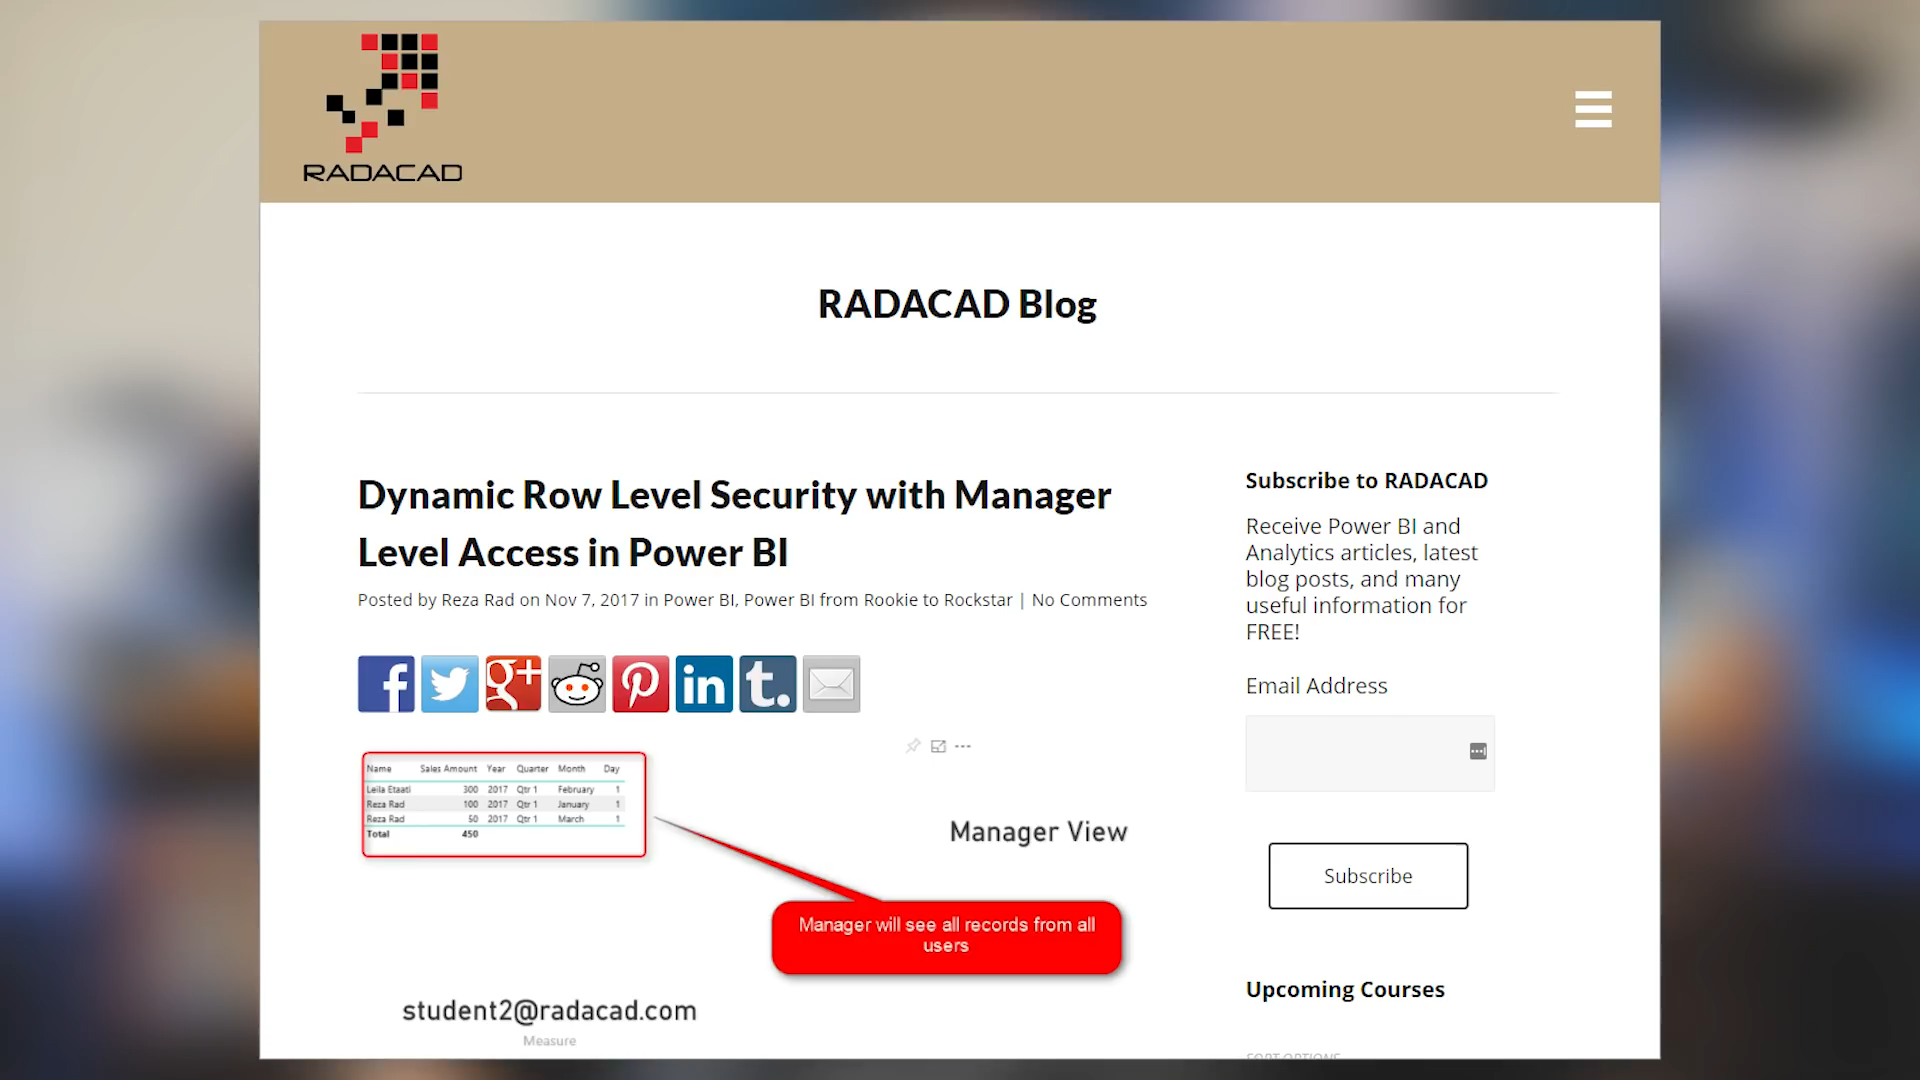 RADACAD
RADACAD Blog
Dynamic Row Level Security with Manager
Level Access in Power BI
Posted by Reza Rad on Nov 7, 2017 in Power BI, Power BI from Rookie to Rockstar | No Comments
Name Sales Amount Year Quarter Month Day
Leila Etaati 300 2017 Qtr 1 February 1
Reza Rad 100 2017 Qtr 1 January 1
Reza Rad 50 2017 Qtr 1 March 1
Total 450
Manager View
Manager will see all records from all
users
student2@radacad.com
Measure
Subscribe to RADACAD
Receive Power BI and
Analytics articles, latest
blog posts, and many
useful information for
FREE!
Email Address
Subscribe
Upcoming Courses
SORT OPTIONS